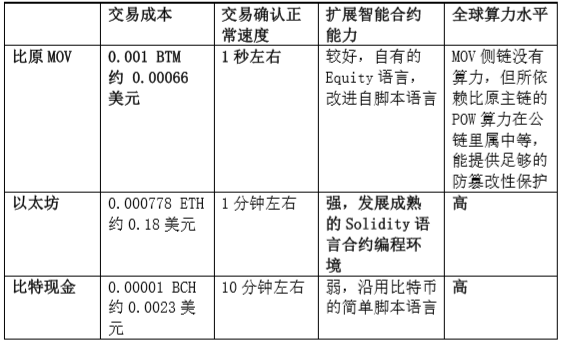 交易成本
交易确认正
常速度
扩展智能合约
能力
全球算力水平
比原 MOV
0.001 BTM
约 0.00066
美元
1 秒左右
较好，自有的
Equity 语言，
改进自脚本语言
MOV 侧链没有
算力，但所依
赖比原主链的
POW 算力在公
链里属中等，
能提供足够的
防篡改性保护
以太坊
0.000778 ETH
约 0.18 美元
1 分钟左右
强，发展成熟
的 Solidity 语
言合约编程环
境
高
比特现金
0.00001 BCH
约 0.0023 美
元
10 分钟左右
弱，沿用比特币
的简单脚本语言
高